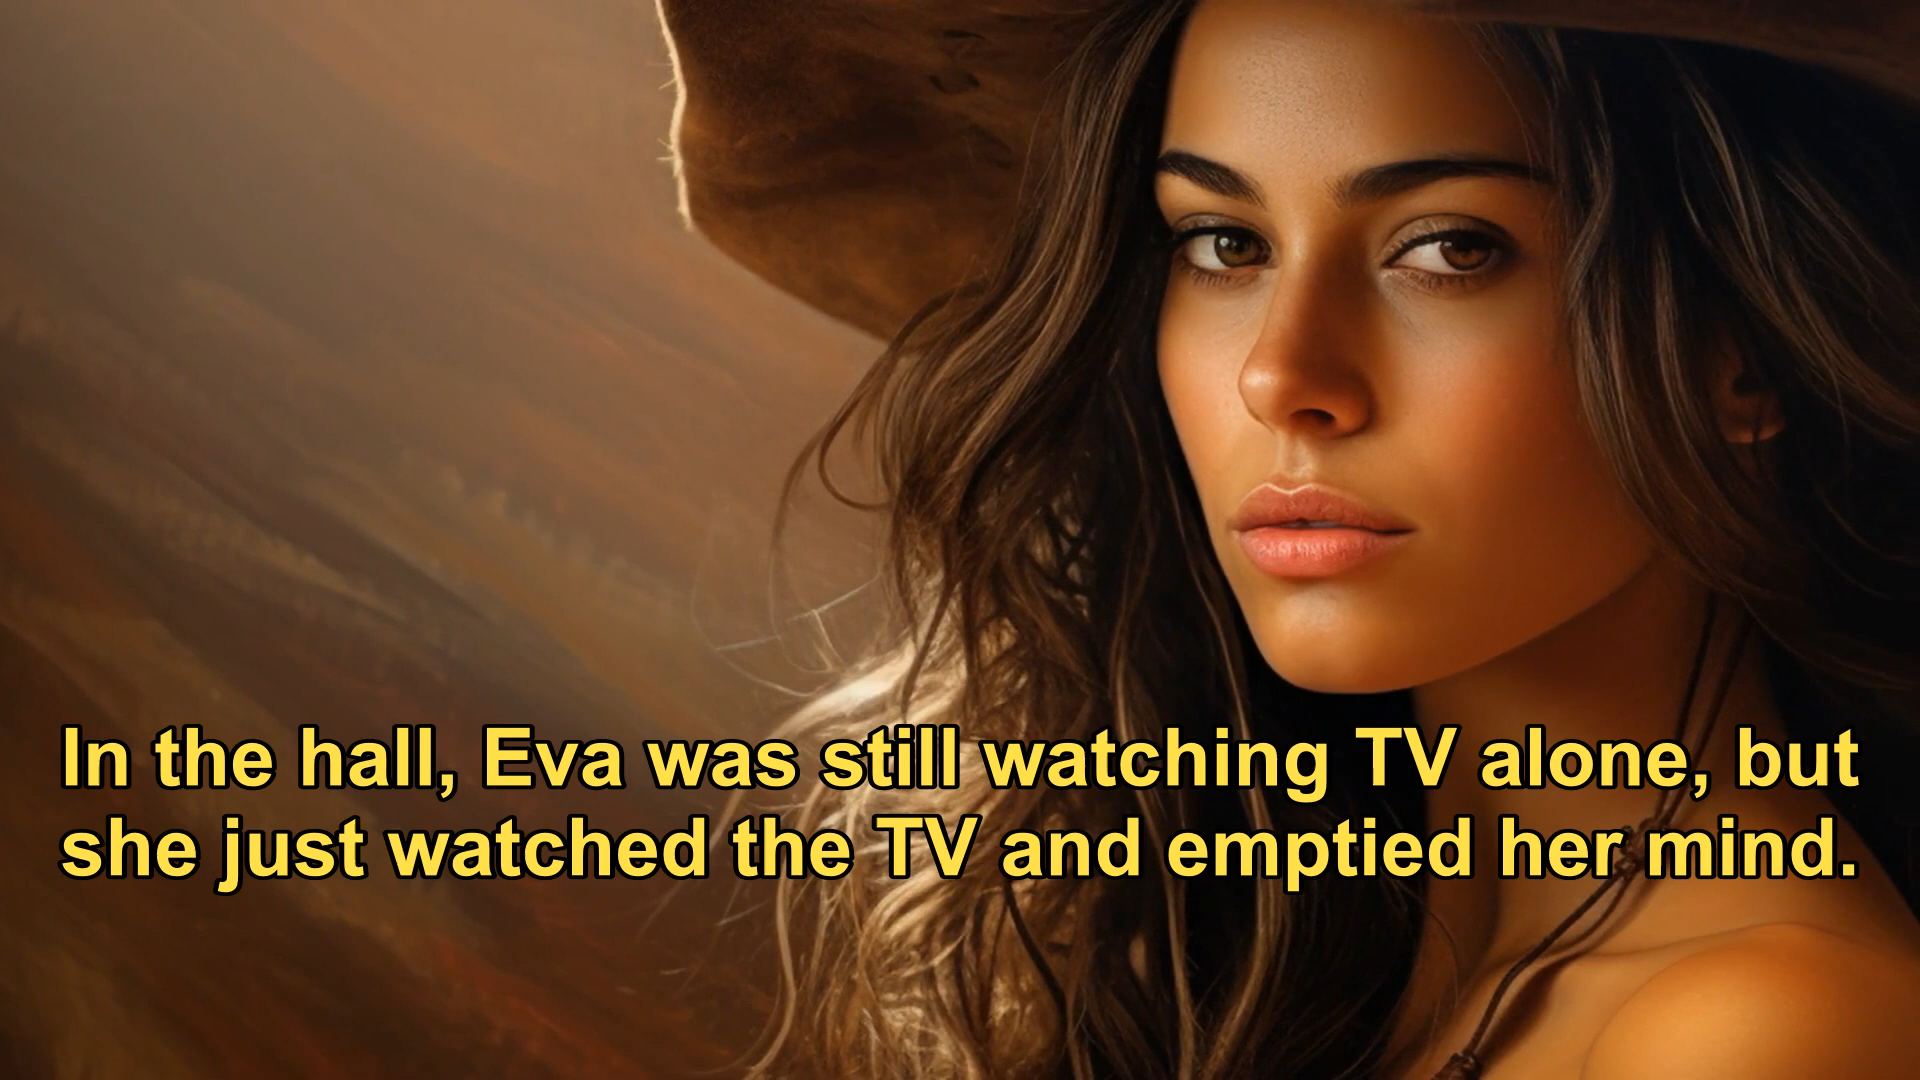 In the hall, Eva was still watching TV alone, but
she just watched the TV and emptied her mind.